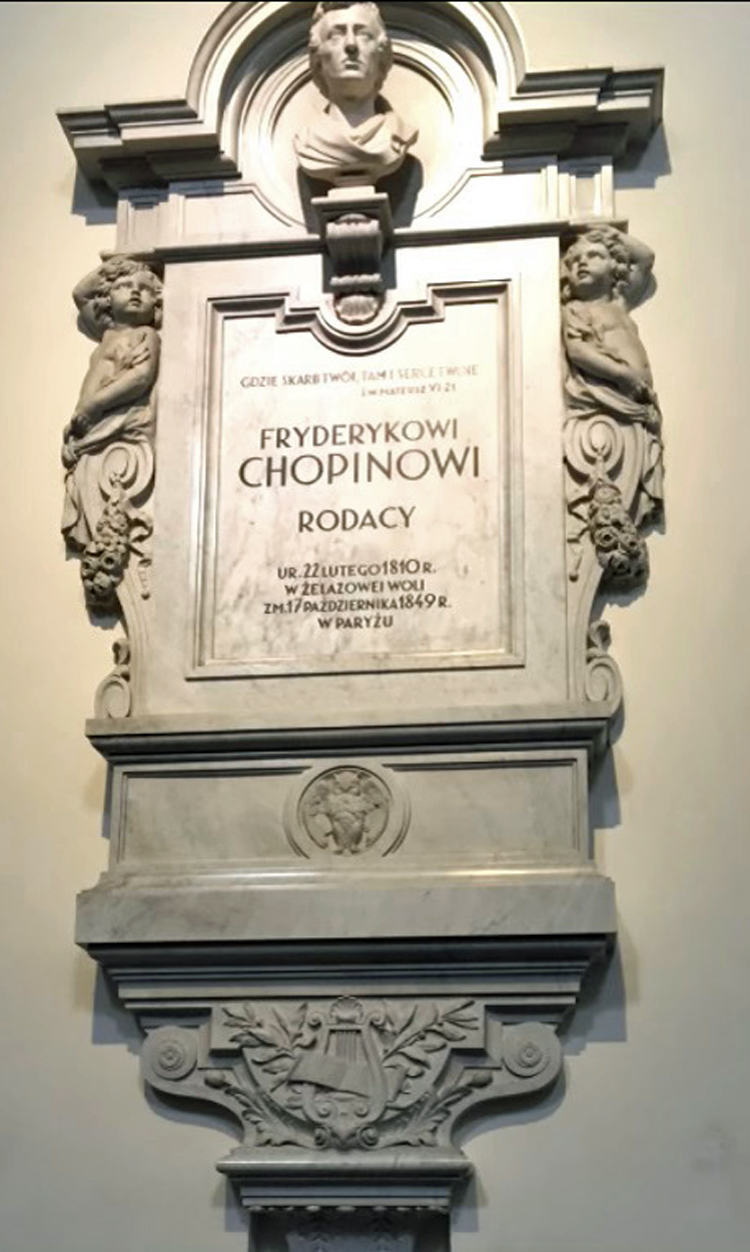 GDZIE SKARB TWÓJ, TAM I SERCE TWOJE
Ś W MATEUSZ VI-21
FRYDERYKOWI
CHOPINOWI
RODACY
UR. 22 LUTEGO 1810 R.
W ŻELAZOWEJ WOLI
ZM. 17 PAŹDZIERNIKA 1849 R.
W PARYŻU